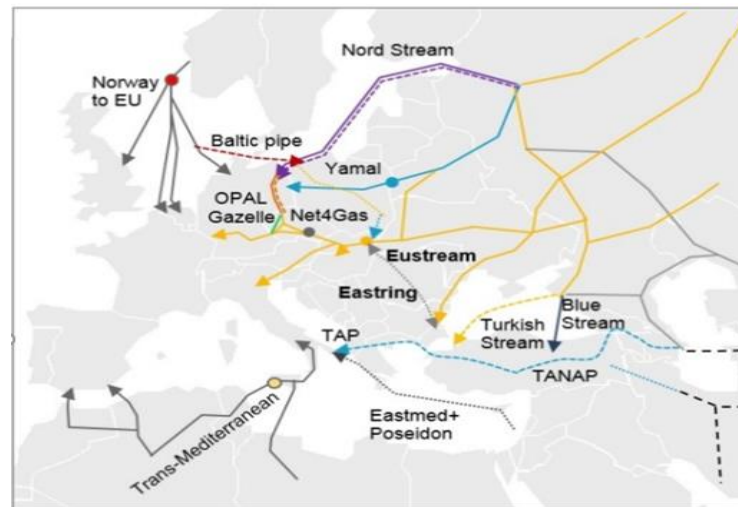 Nord Stream
Norway
to EU
Baltic pipe
Yamal
OPAL
Gazelle
Net4Gas
Eustream
Eastring
Blue
Stream
TAP
Turkish
Stream
TANAP
Eastmed+
Poseidon
Trans-Mediterranean